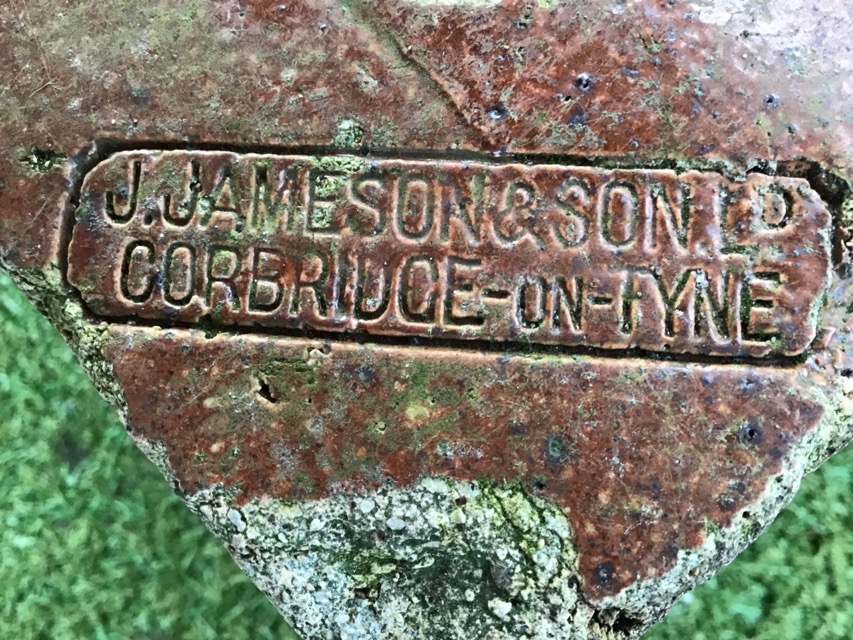 J. JAMESON & SON. LD
CORBRIDGE-ON-TYNE